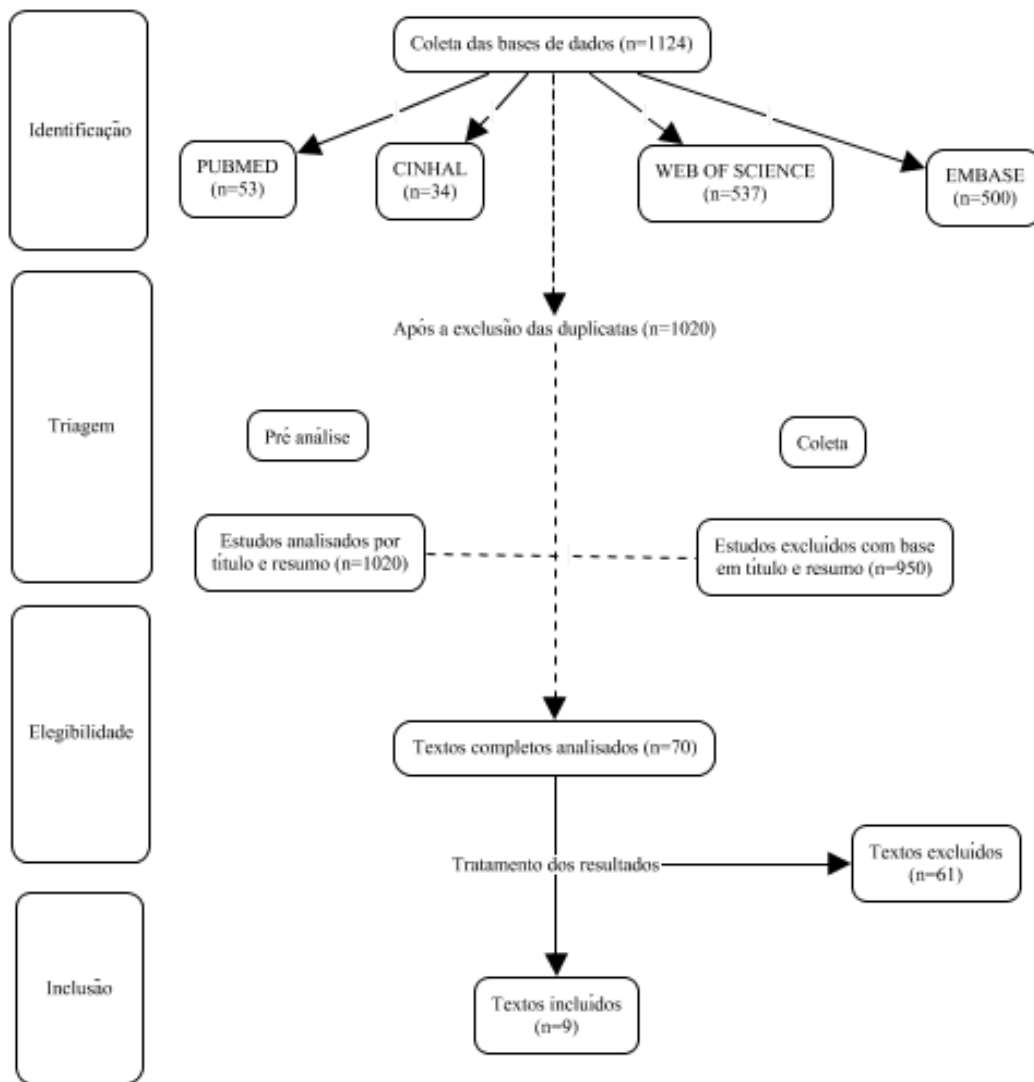 Coleta das bases de dados (n=1124)
Identificação
PUBMED
(n=53)
CINHAL
(n=34)
WEB OF SCIENCE
(n=537)
EMBASE
(n=500)
Após a exclusão das duplicatas (n=1020)
Triagem
Pré análise
Coleta
Estudos analisados por
título e resumo (n=1020)
Estudos excluídos com base
em título e resumo (n=950)
Elegibilidade
Textos completos analisados (n=70)
Tratamento dos resultados
Textos excluídos
(n=61)
Inclusão
Textos incluídos
(n=9)